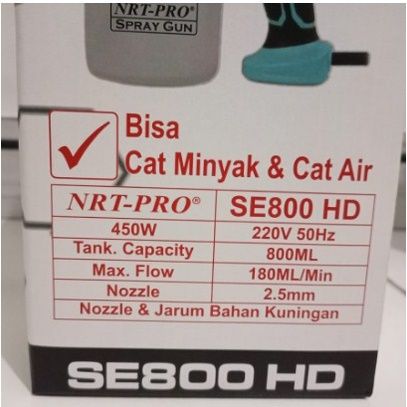 NRT-PRO®
SPRAY GUN
Bisa
Cat Minyak & Cat Air
NRT-PRO® SE800 HD
450W 220V 50Hz
Tank. Capacity 800ML
Max. Flow 180ML/Min
Nozzle 2.5mm
Nozzle & Jarum Bahan Kuningan
SE800 HD